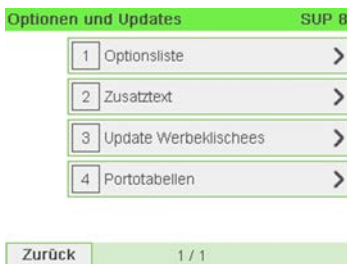 Optionen und Updates SUP 8
1 Optionsliste
2 Zusatztext
3 Update Werbeklischees
4 Portotabellen
Zurück 1 / 1